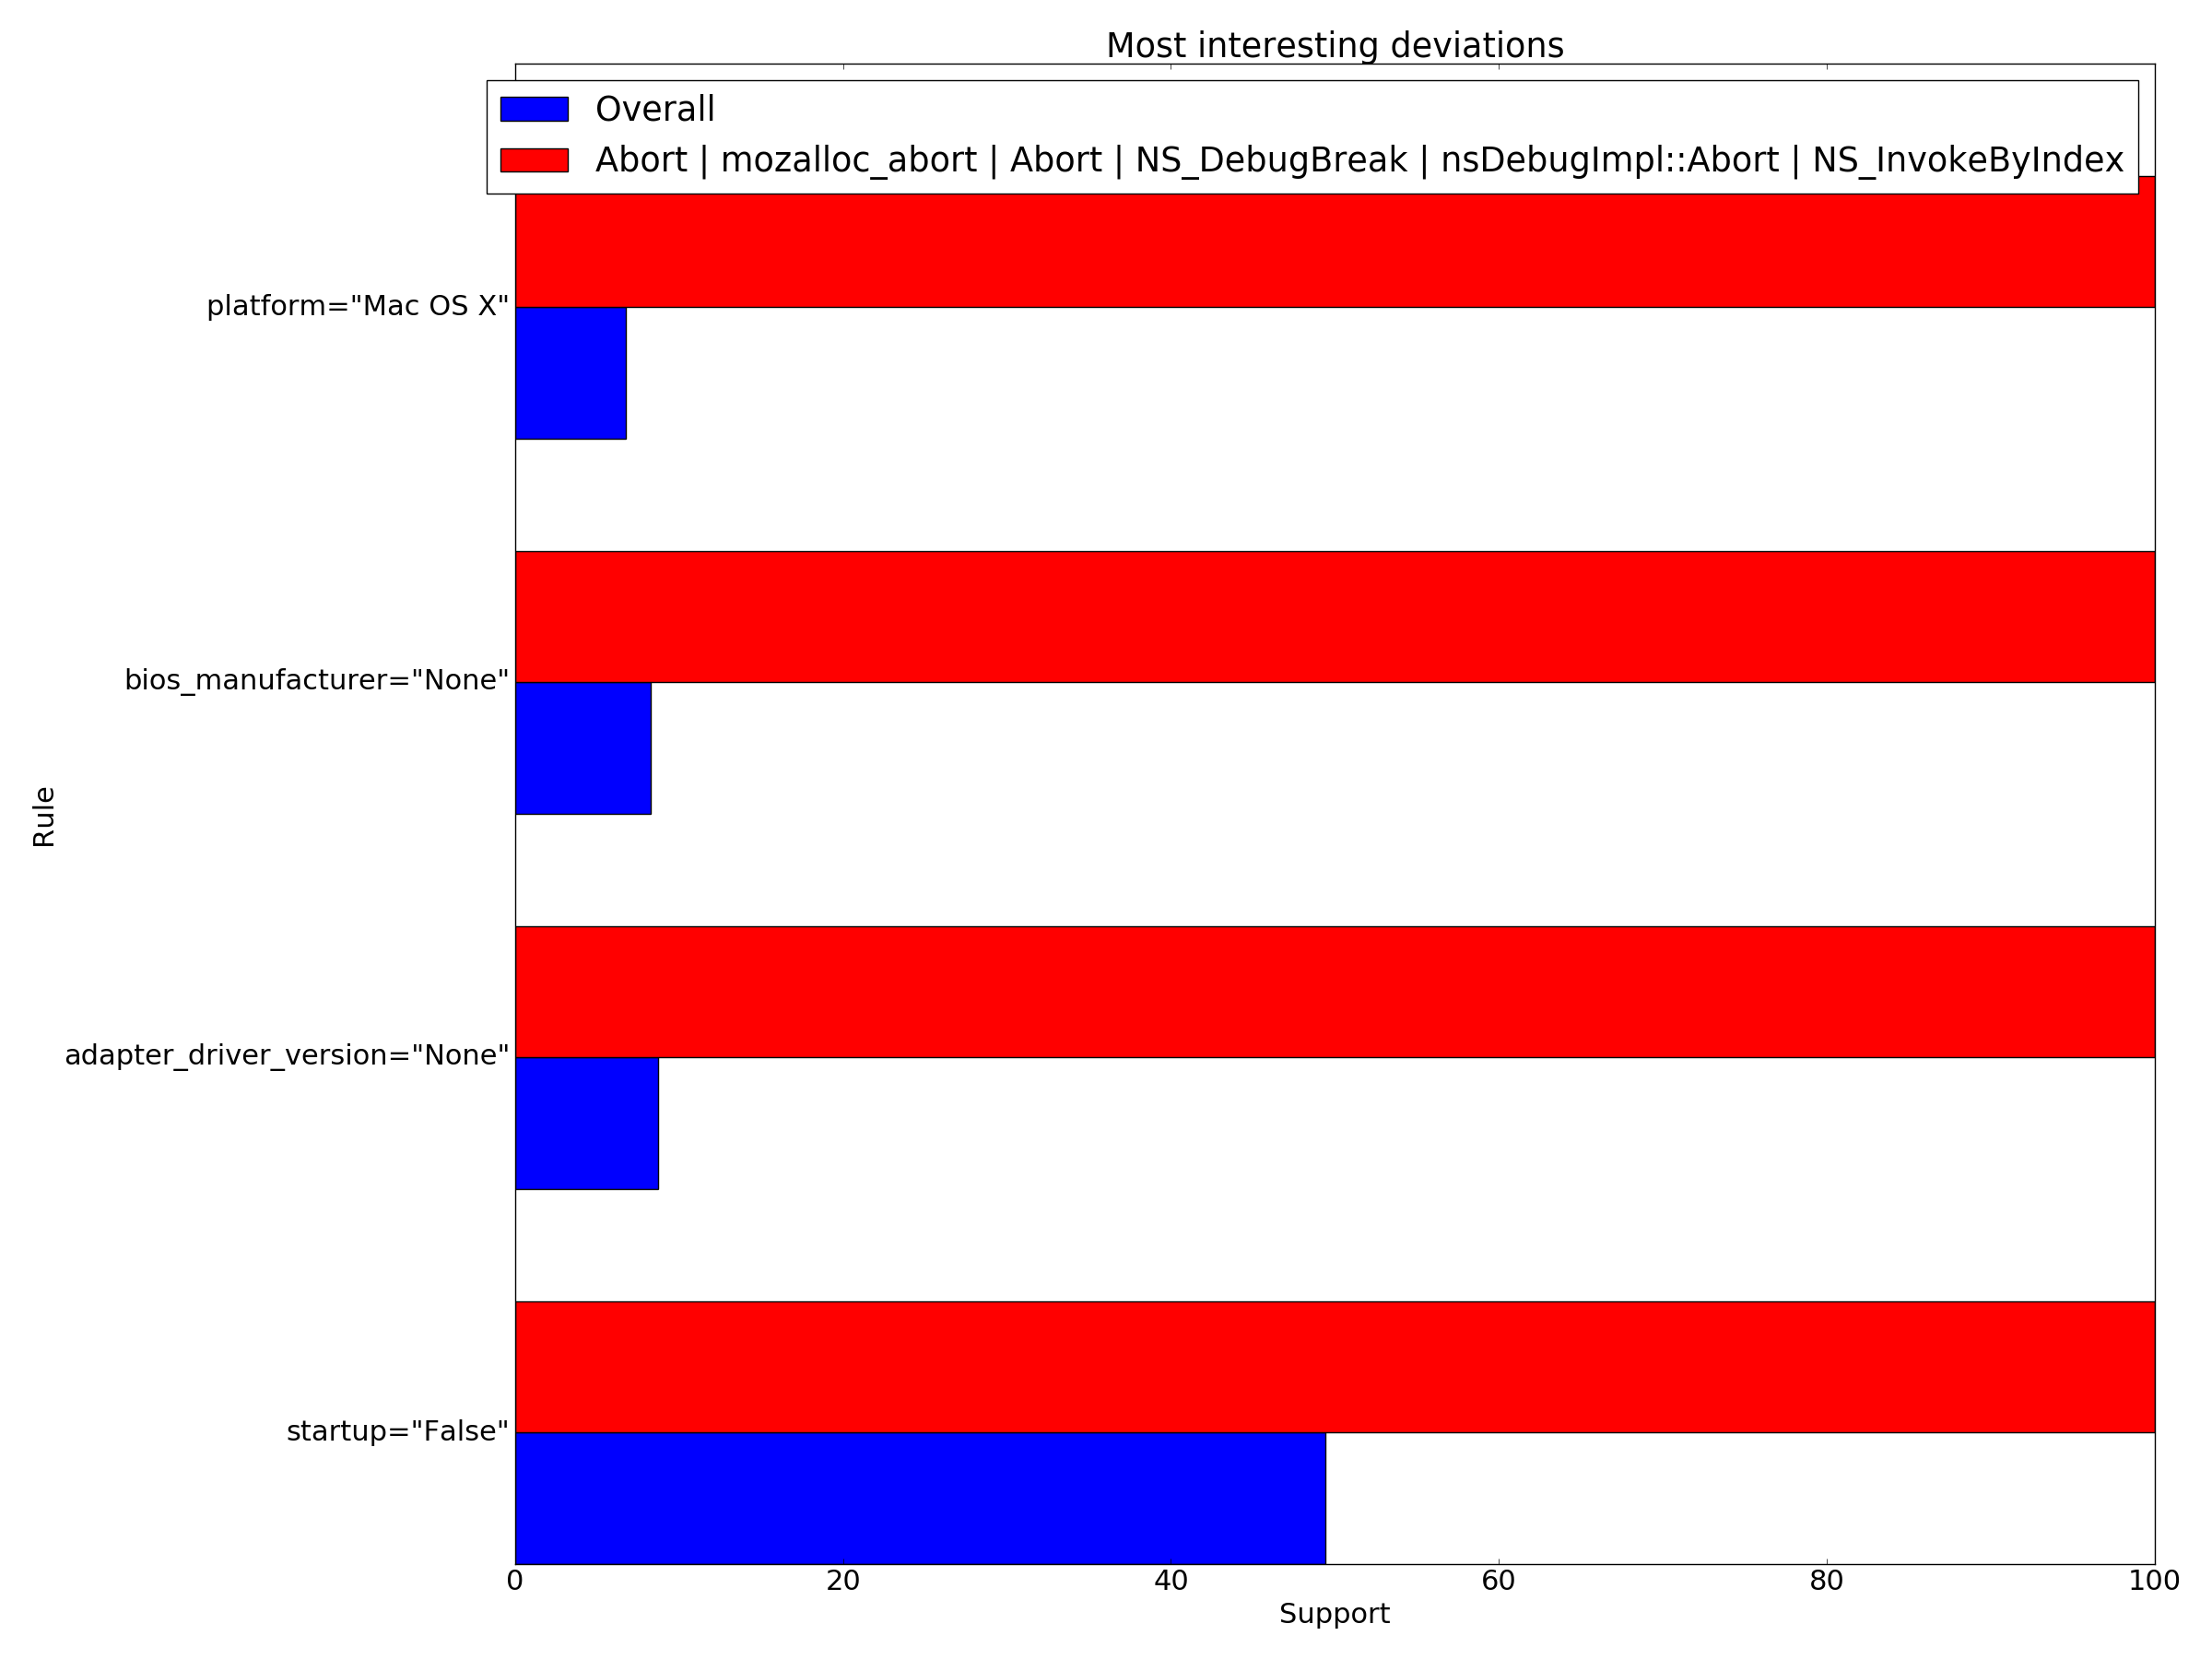 Most interesting deviations
Overall
Abort | mozalloc_abort | Abort | NS_DebugBreak | nsDebugImpl::Abort | NS_InvokeByIndex
platform="Mac OS X"
bios_manufacturer="None"
Rule
adapter_driver_version="None"
startup="False"
0 20 40 60 80 100
Support